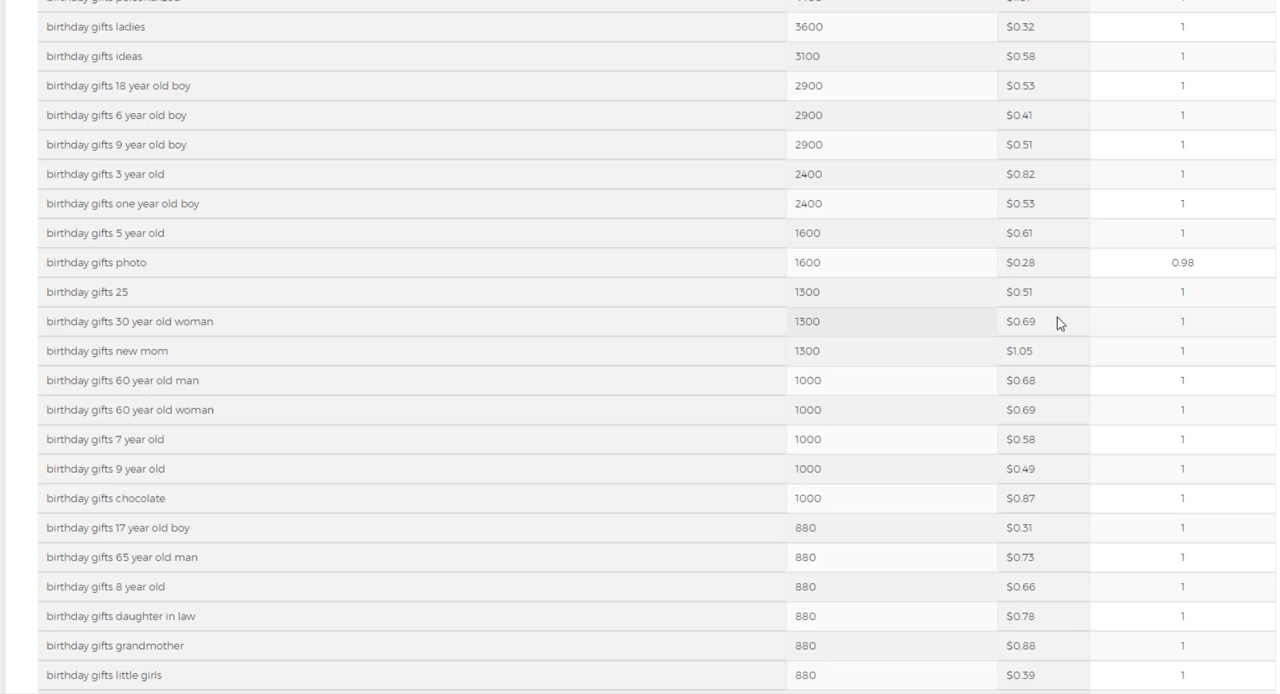 birthday gifts personalized
birthday gifts ladies 3600 $0.32 1
birthday gifts ideas 3100 $0.58 1
birthday gifts 18 year old boy 2900 $0.53 1
birthday gifts 6 year old boy 2900 $0.41 1
birthday gifts 9 year old boy 2900 $0.51 1
birthday gifts 3 year old 2400 $0.82 1
birthday gifts one year old boy 2400 $0.53 1
birthday gifts 5 year old 1600 $0.61 1
birthday gifts photo 1600 $0.28 0.98
birthday gifts 25 1300 $0.51 1
birthday gifts 30 year old woman 1300 $0.69 1
birthday gifts new mom 1300 $1.05 1
birthday gifts 60 year old man 1000 $0.68 1
birthday gifts 60 year old woman 1000 $0.69 1
birthday gifts 7 year old 1000 $0.58 1
birthday gifts 9 year old 1000 $0.49 1
birthday gifts chocolate 1000 $0.87 1
birthday gifts 17 year old boy 880 $0.31 1
birthday gifts 65 year old man 880 $0.73 1
birthday gifts 8 year old 880 $0.66 1
birthday gifts daughter in law 880 $0.78 1
birthday gifts grandmother 880 $0.88 1
birthday gifts little girls 880 $0.39 1